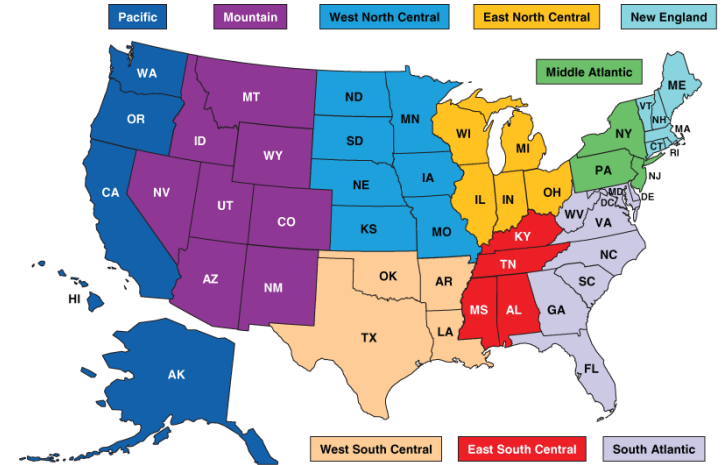 Pacific
Mountain
West North Central
East North Central
New England
Middle Atlantic
WA
MT
ND
MN
ME
VT
NH
MA
OR
ID
SD
WI
MI
NY
CT
RI
WY
NE
IA
PA
NJ
CA
NV
UT
CO
KS
MO
IL
IN
OH
MD
DE
DC
WV
VA
KY
HI
AZ
NM
OK
AR
TN
NC
SC
TX
LA
MS
AL
GA
FL
AK
West South Central
East South Central
South Atlantic